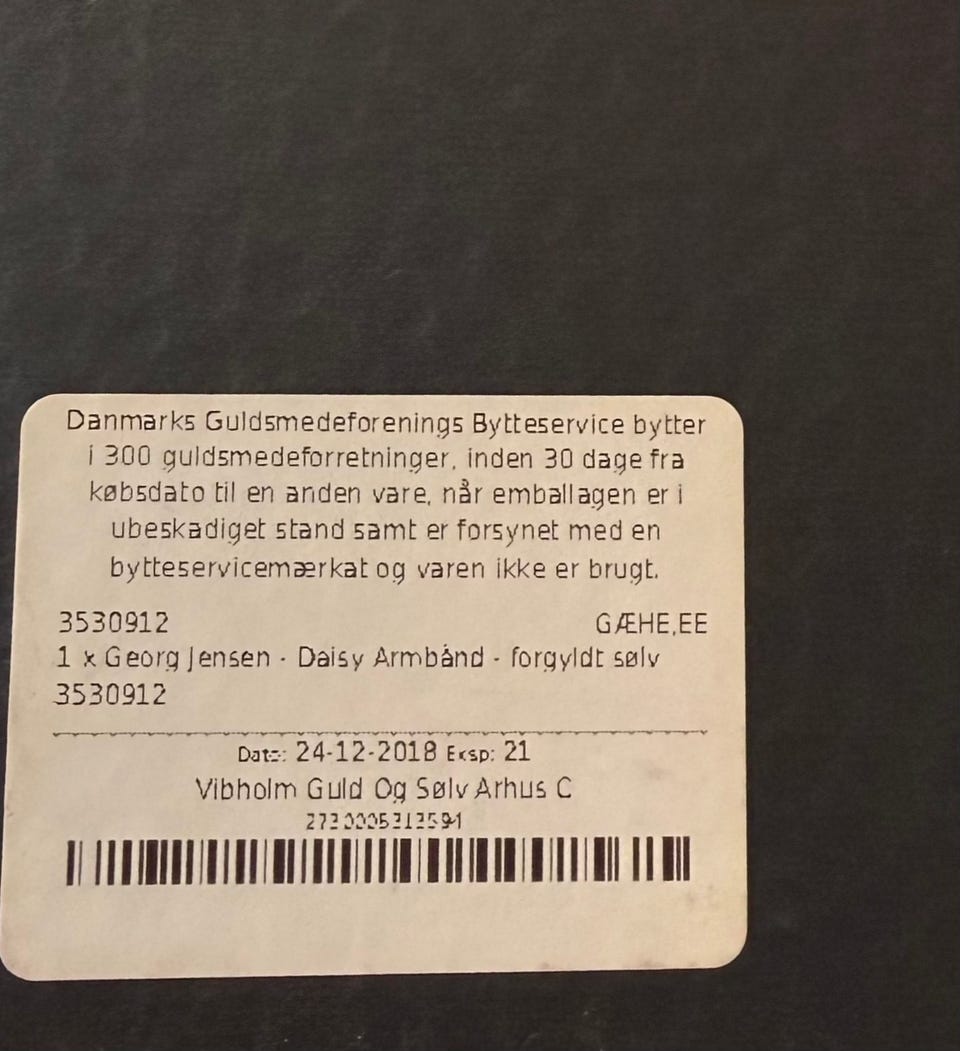 Danmarks Guldsmedeforenings Bytteservice bytter
i 300 guldsmedeforretninger, inden 30 dage fra
købsdato til en anden vare, når emballagen er i
ubeskadiget stand samt er forsynet med en
bytteservicemærkat og varen ikke er brugt.
3530912 GÆHE,EE
1 x Georg Jensen - Daisy Armbånd - forgyldt sølv
3530912
Dato: 24-12-2018 Eksp: 21
Vibholm Guld Og Sølv Århus C